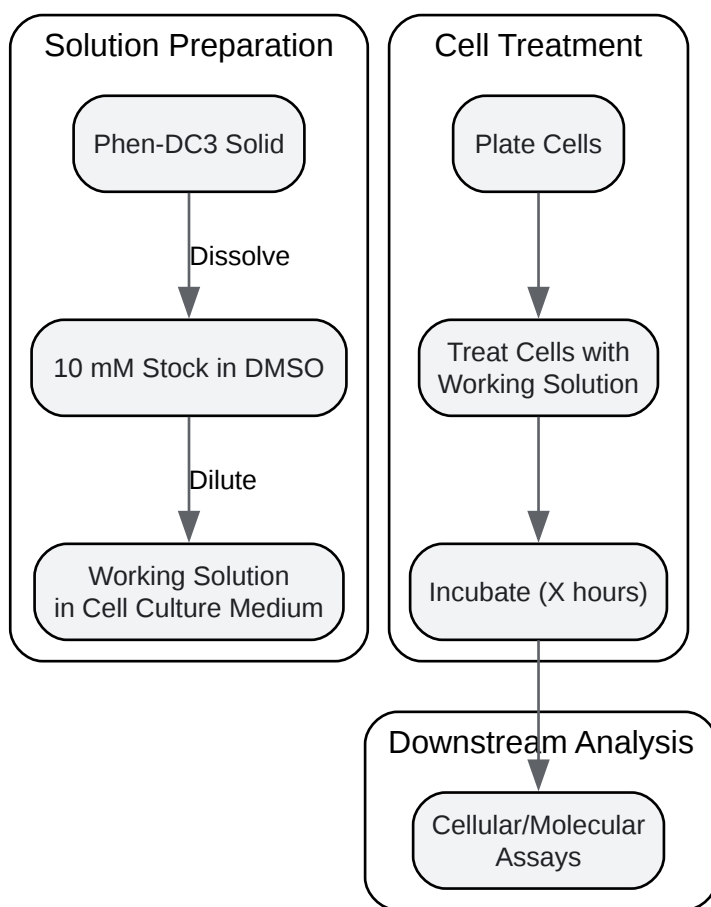 Solution Preparation
Phen-DC3 Solid
Dissolve
10 mM Stock in DMSO
Dilute
Working Solution
in Cell Culture Medium
Cell Treatment
Plate Cells
Treat Cells with
Working Solution
Incubate (X hours)
Downstream Analysis
Cellular/Molecular
Assays